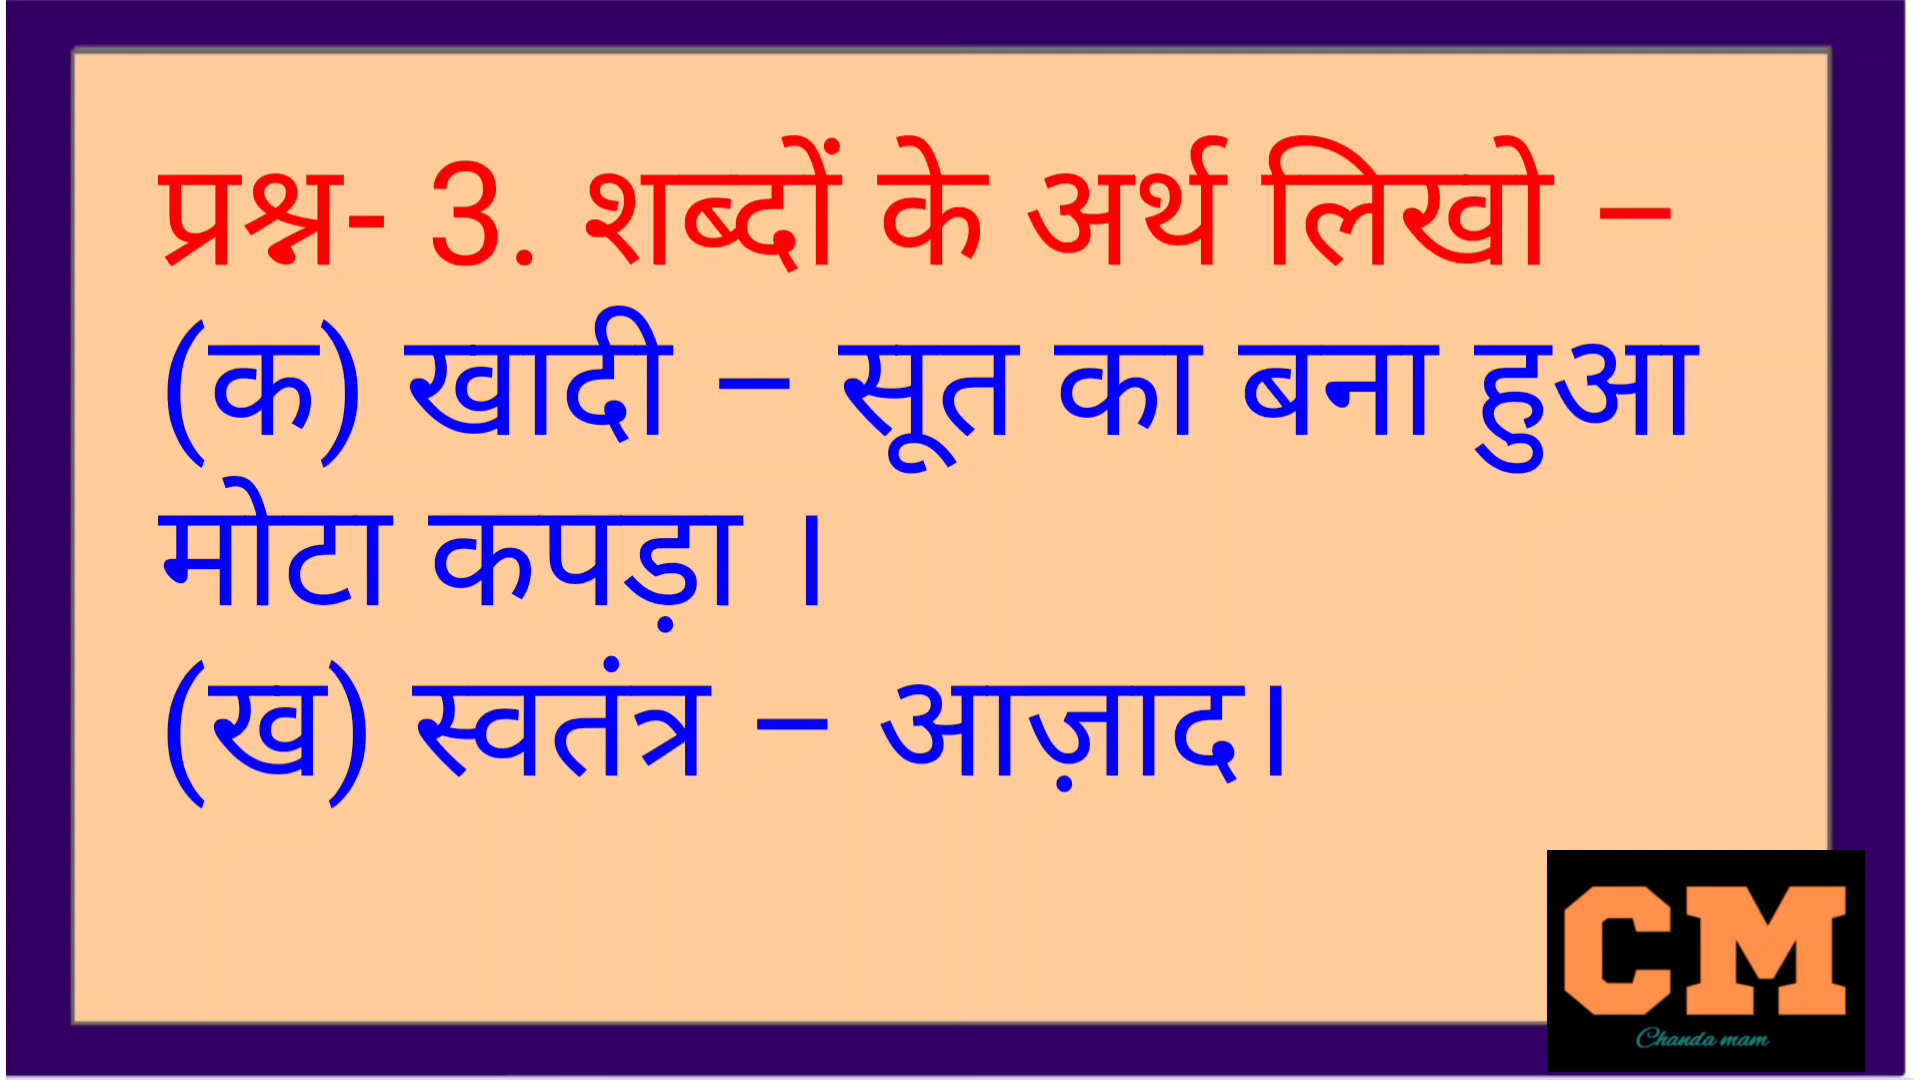 प्रश्न- 3. शब्दों के अर्थ लिखो –
(क) खादी – सूत का बना हुआ
मोटा कपड़ा ।
(ख) स्वतंत्र – आज़ाद।
CM
Chanda mam